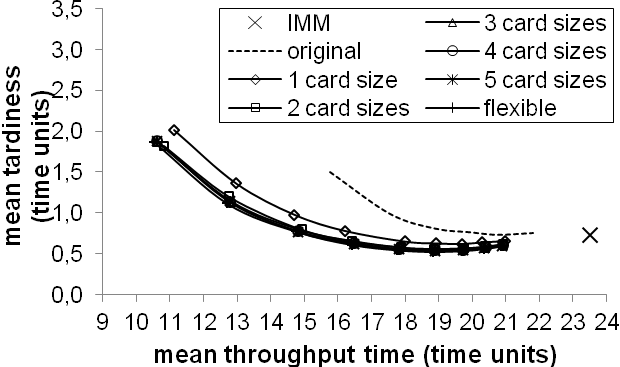 3,5
3,0
2,5
2,0
1,5
1,0
0,5
0,0
mean tardiness
(time units)
IMM
original
1 card size
2 card sizes
3 card sizes
4 card sizes
5 card sizes
flexible
9 10 11 12 13 14 15 16 17 18 19 20 21 22 23 24
mean throughput time (time units)